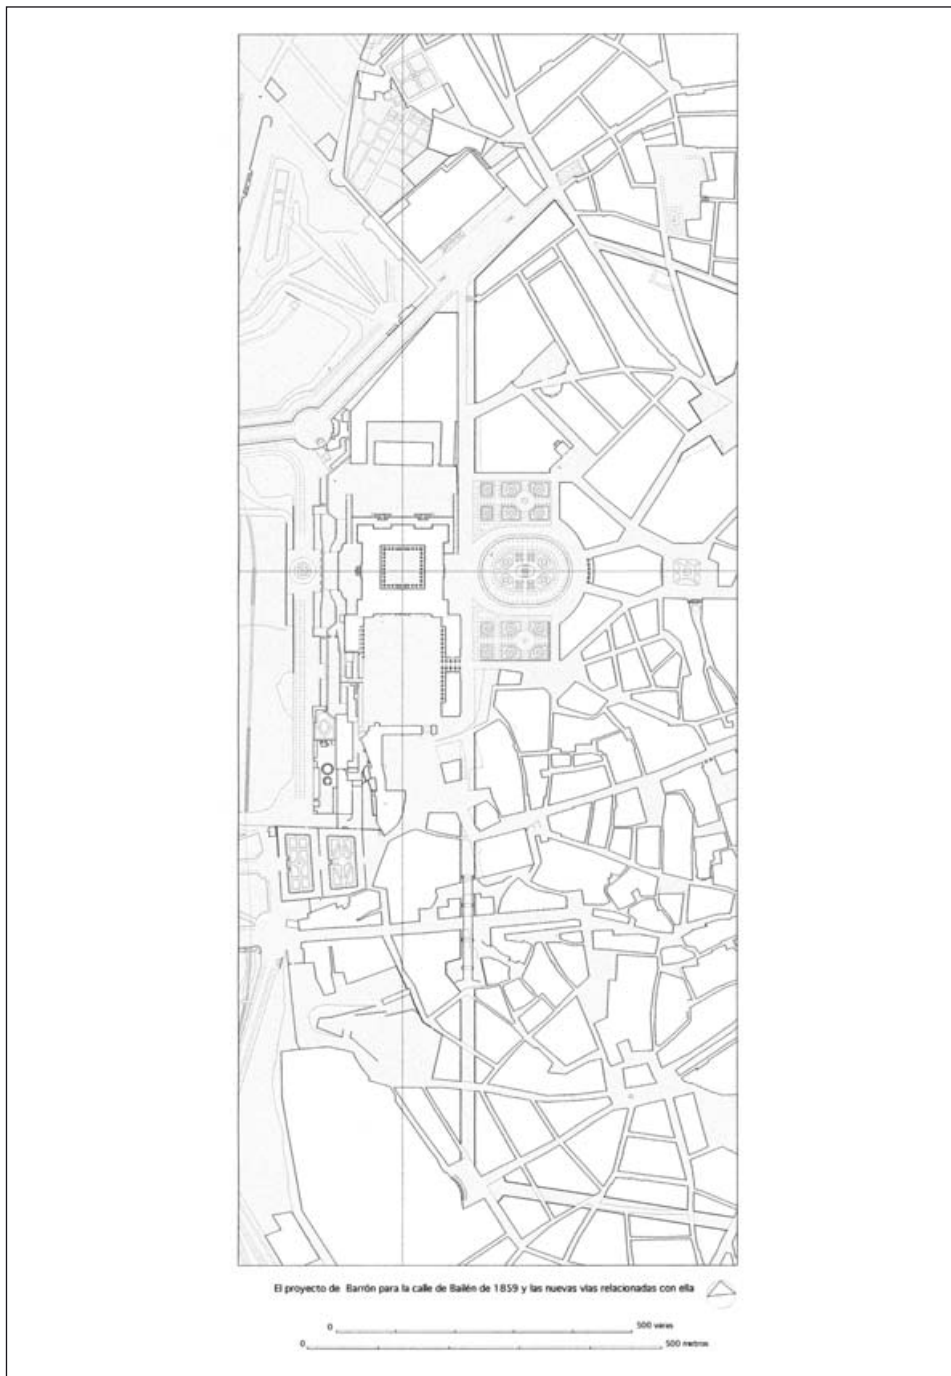 El proyecto de Barrón para la calle de Bailén de 1859 y las nuevas vías relacionadas con ella
0 500 varas
0 500 metros